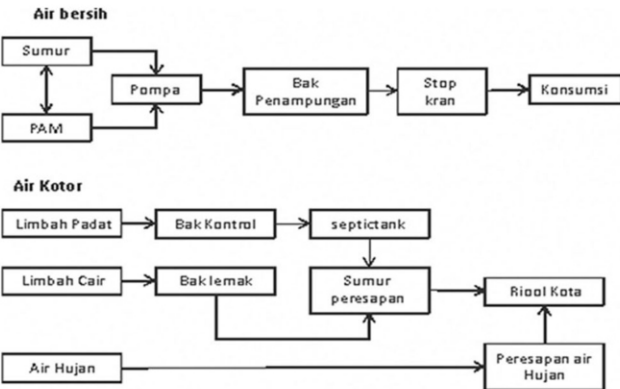 Air bersih
Sumur
Pompa
Bak
Penampungan
Stop
kran
Konsumsi
PAM
Air Kotor
Limbah Padat
Bak Kontrol
septictank
Limbah Cair
Bak lemak
Sumur
peresapan
Riool Kota
Air Hujan
Peresapan air
Hujan